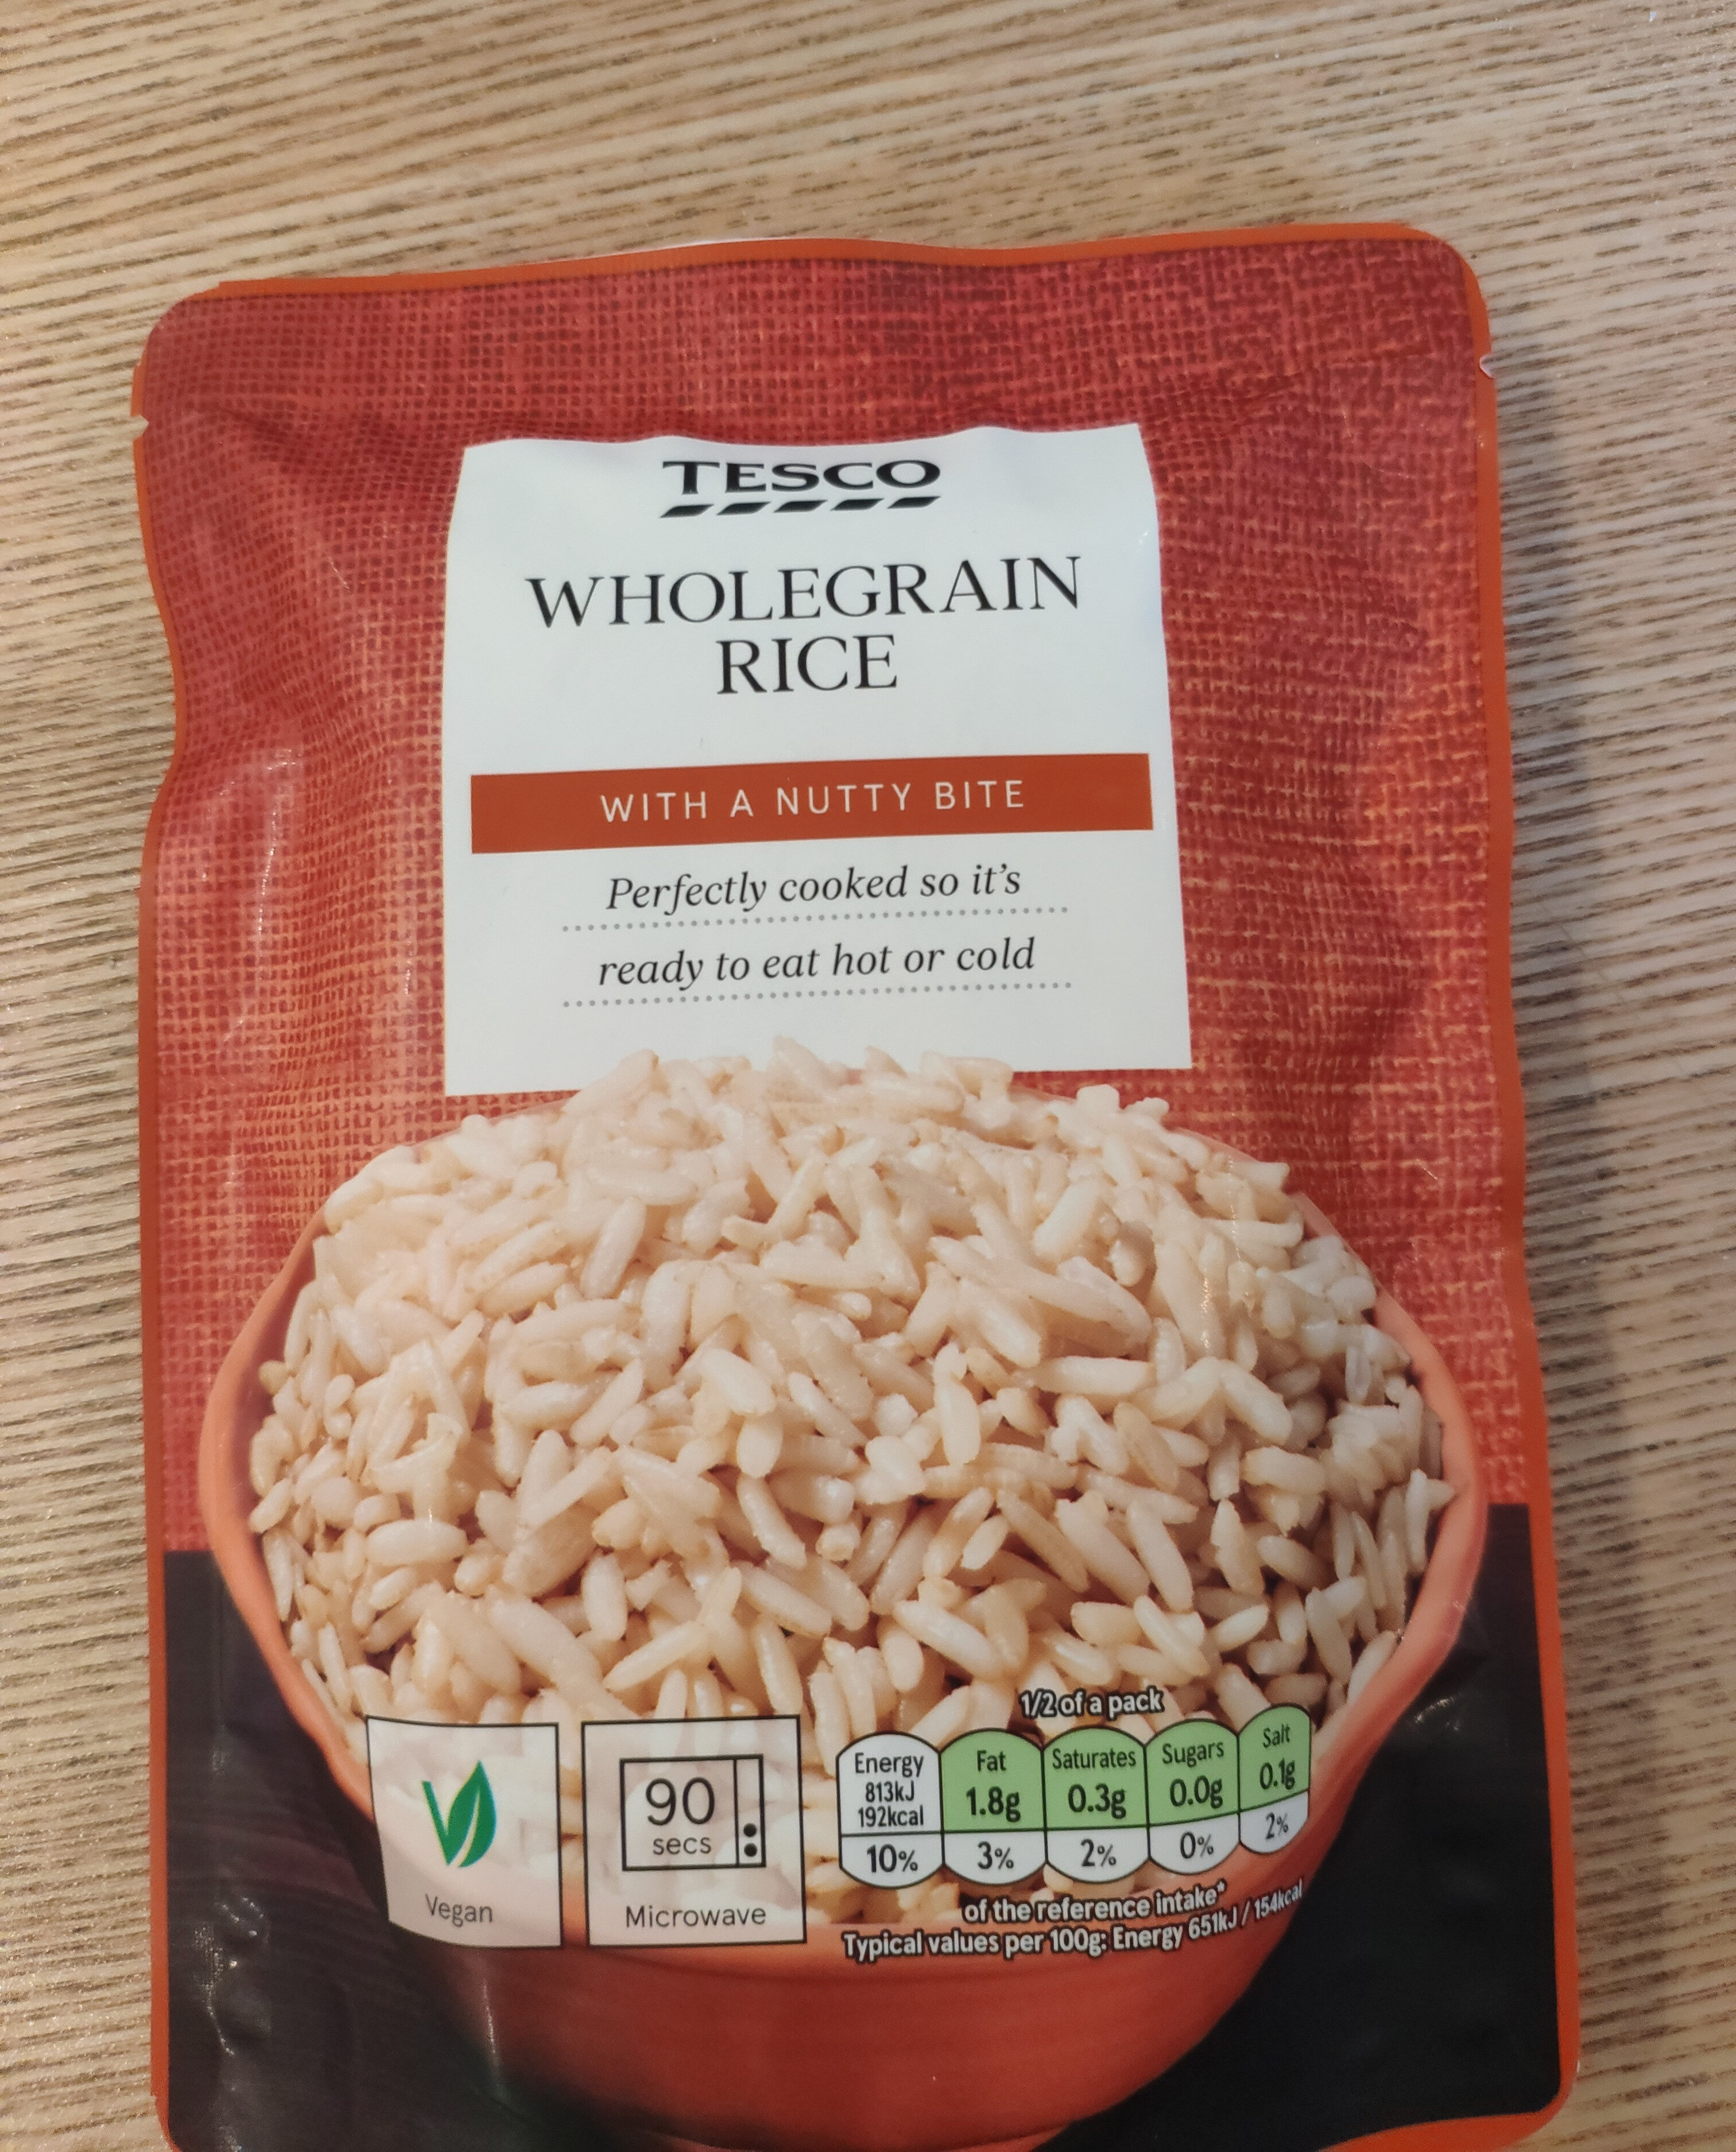 TESCO
WHOLEGRAIN
RICE
WITH A NUTTY BITE
Perfectly cooked so it's
ready to eat hot or cold
Vegan
90
secs
Microwave
1/2 of a pack
Energy
813kJ
192kcal
10%
Fat
1.8g
3%
Saturates
0.3g
2%
Sugars
0.0g
0%
Salt
0.1g
2%
of the reference intake*
Typical values per 100g: Energy 651kJ / 154kcal